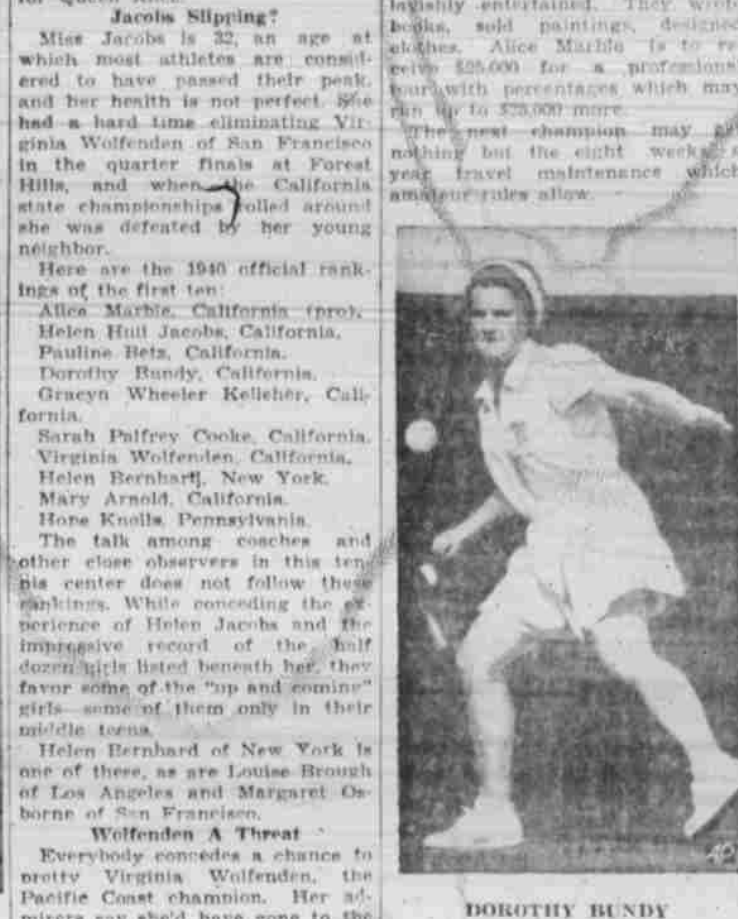 Jacobs Slipping?
Miss Jacobs is 32, an age at
which most athletes are consid-
ered to have passed their peak,
and her health is not perfect. She
had a hard time eliminating Vir-
ginia Wolfenden of San Francisco
in the quarter finals at Forest
Hills, and when the California
state championships rolled around
she was defeated by her young
neighbor.
Here are the 1940 official rank-
ings of the first ten:
Alice Marble, California (pro).
Helen Hull Jacobs, California.
Pauline Betz, California.
Dorothy Bundy, California.
Gracyn Wheeler Kelleher, Cali-
fornia.
Sarah Palfrey Cooke, California.
Virginia Wolfenden, California.
Helen Bernhard, New York.
Mary Arnold, California.
Hope Knolls, Pennsylvania.
The talk among coaches and
other close observers in this ten-
nis center does not follow these
rankings. While conceding the ex-
perience of Helen Jacobs and the
impressive record of the half
dozen girls listed beneath her, they
favor some of the "up and coming"
girls—some of them only in their
middle teens.
Helen Bernhard of New York is
one of these, as are Louise Brough
of Los Angeles and Margaret Os-
borne of San Francisco.
Wolfenden A Threat
Everybody concedes a chance to
pretty Virginia Wolfenden, the
Pacific Coast champion. Her ad-
mirers say she'd have gone to the
lavishly entertained. They wrote
books, sold paintings, designed
clothes. Alice Marble is to re-
ceive $25,000 for a professional
tour with percentages which may
run up to $75,000 more.
The next champion may get
nothing but the eight weeks a
year travel maintenance which
amateur rules allow.
DOROTHY BUNDY